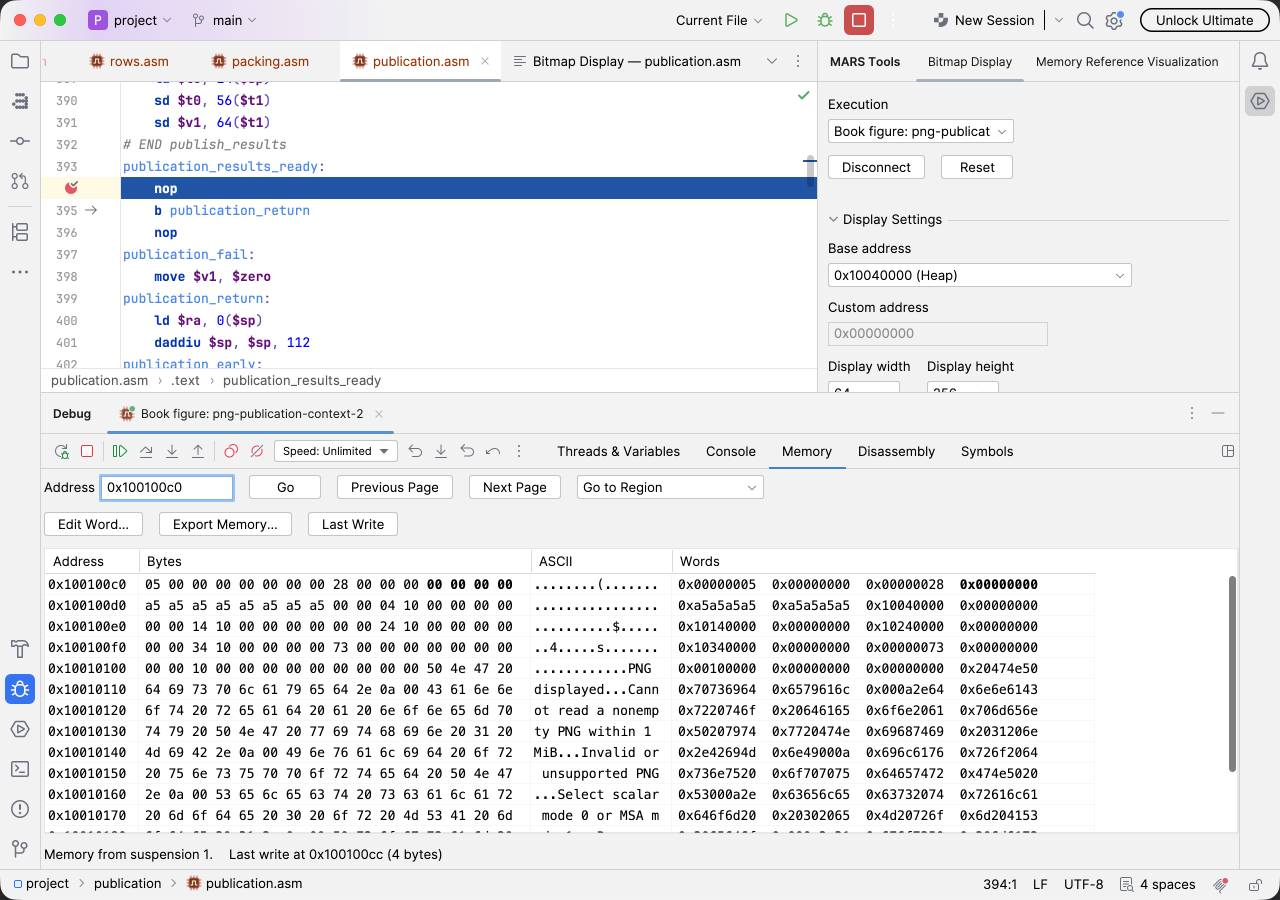 P project main Current File New Session Unlock Ultimate
rows.asm packing.asm publication.asm Bitmap Display — publication.asm
390 sd $t0, 56($t1)
391 sd $v1, 64($t1)
392 # END publish_results
393 publication_results_ready:
nop
395 b publication_return
396 nop
397 publication_fail:
398 move $v1, $zero
399 publication_return:
400 ld $ra, 0($sp)
401 daddiu $sp, $sp, 112
402 publication_early:
publication.asm › .text › publication_results_ready
MARS Tools Bitmap Display Memory Reference Visualization
Execution
Book figure: png-publicat
Disconnect Reset
Display Settings
Base address
0x10040000 (Heap)
Custom address
0x00000000
Display width Display height
64 256
Debug Book figure: png-publication-context-2
Speed: Unlimited Threads & Variables Console Memory Disassembly Symbols
Address 0x100100c0 Go Previous Page Next Page Go to Region
Edit Word... Export Memory... Last Write
Address Bytes ASCII Words
0x100100c0 05 00 00 00 00 00 00 00 28 00 00 00 00 00 00 00 ........(....... 0x00000005 0x00000000 0x00000028 0x00000000
0x100100d0 a5 a5 a5 a5 a5 a5 a5 a5 00 00 04 10 00 00 00 00 ................ 0xa5a5a5a5 0xa5a5a5a5 0x10040000 0x00000000
0x100100e0 00 00 14 10 00 00 00 00 00 00 24 10 00 00 00 00 ..........$..... 0x10140000 0x00000000 0x10240000 0x00000000
0x100100f0 00 00 34 10 00 00 00 00 73 00 00 00 00 00 00 00 ..4.....s....... 0x10340000 0x00000000 0x00000073 0x00000000
0x10010100 00 00 10 00 00 00 00 00 00 00 00 00 50 4e 47 20 ............PNG 0x00100000 0x00000000 0x00000000 0x20474e50
0x10010110 64 69 73 70 6c 61 79 65 64 2e 0a 00 43 61 6e 6e displayed...Cann 0x70736964 0x6579616c 0x000a2e64 0x6e6e6143
0x10010120 6f 74 20 72 65 61 64 20 61 20 6e 6f 6e 65 6d 70 ot read a nonemp 0x7220746f 0x20646165 0x6f6e2061 0x706d656e
0x10010130 74 79 20 50 4e 47 20 77 69 74 68 69 6e 20 31 20 ty PNG within 1 0x50207974 0x7720474e 0x69687469 0x2031206e
0x10010140 4d 69 42 2e 0a 00 49 6e 76 61 6c 69 64 20 6f 72 MiB...Invalid or 0x2e42694d 0x6e49000a 0x696c6176 0x726f2064
0x10010150 20 75 6e 73 75 70 70 6f 72 74 65 64 20 50 4e 47 unsupported PNG 0x736e7520 0x6f707075 0x64657472 0x474e5020
0x10010160 2e 0a 00 53 65 6c 65 63 74 20 73 63 61 6c 61 72 ...Select scalar 0x53000a2e 0x63656c65 0x63732074 0x72616c61
0x10010170 20 6d 6f 64 65 20 30 20 6f 72 20 4d 53 41 20 6d mode 0 or MSA m 0x646f6d20 0x20302065 0x4d20726f 0x6d204153
Memory from suspension 1. Last write at 0x100100cc (4 bytes)
project › publication › publication.asm 394:1 LF UTF-8 4 spaces